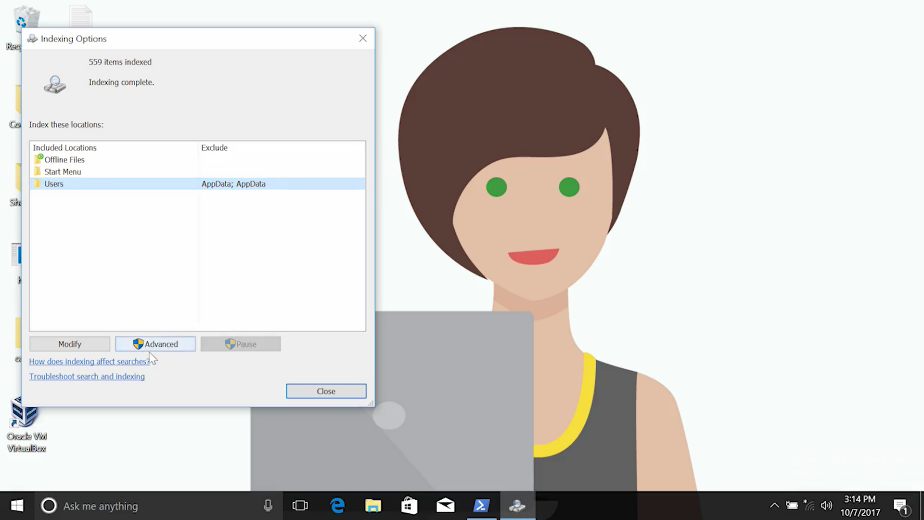 Indexing Options
559 items indexed
Indexing complete.
Index these locations:
Included Locations Exclude
Offline Files
Start Menu
Users AppData; AppData
Modify Advanced Pause
How does indexing affect searches?
Troubleshoot search and indexing
Close
Oracle VM
VirtualBox
Ask me anything
3:14 PM
10/7/2017
1